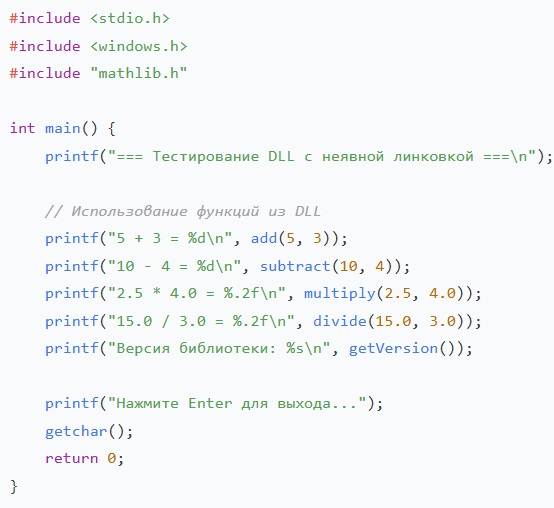 #include <stdio.h>
#include <windows.h>
#include "mathlib.h"

int main() {
    printf("=== Тестирование DLL с неявной линковкой ===\n");

    // Использование функций из DLL
    printf("5 + 3 = %d\n", add(5, 3));
    printf("10 - 4 = %d\n", subtract(10, 4));
    printf("2.5 * 4.0 = %.2f\n", multiply(2.5, 4.0));
    printf("15.0 / 3.0 = %.2f\n", divide(15.0, 3.0));
    printf("Версия библиотеки: %s\n", getVersion());

    printf("Нажмите Enter для выхода...");
    getchar();
    return 0;
}